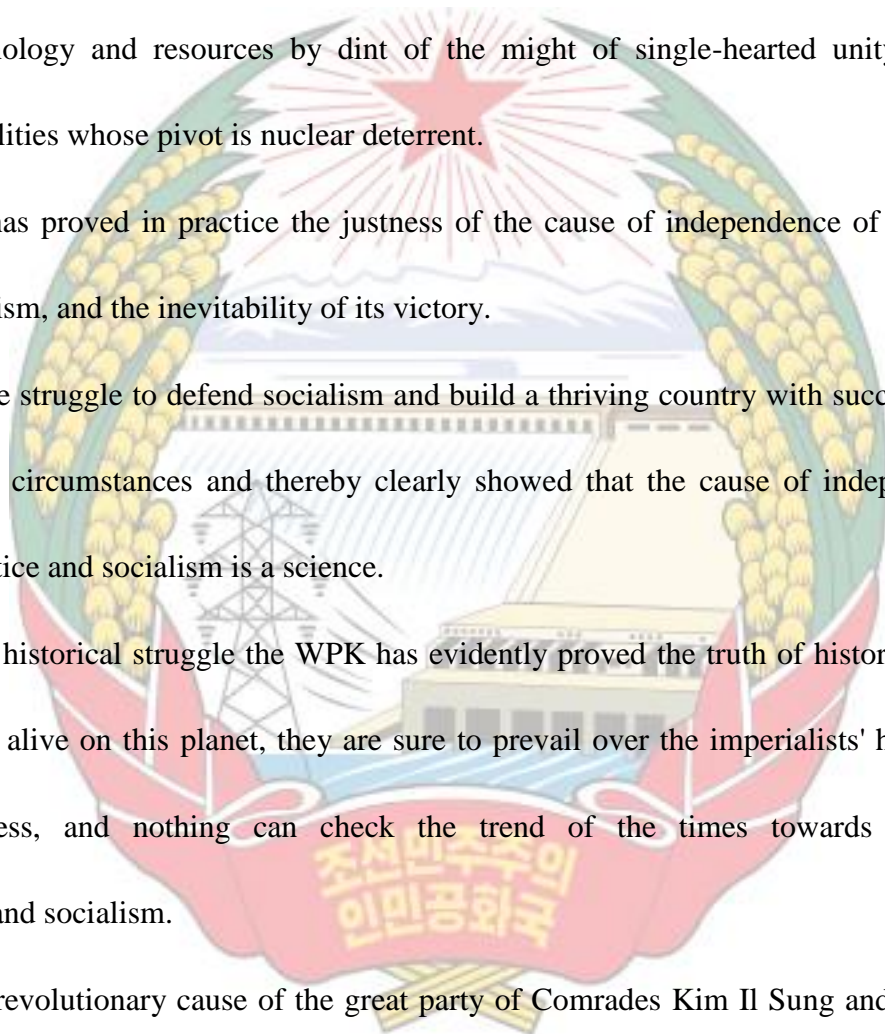 nology and resources by dint of the might of single-hearted unity
lities whose pivot is nuclear deterrent.
has proved in practice the justness of the cause of independence of
ism, and the inevitability of its victory.
e struggle to defend socialism and build a thriving country with succ
circumstances and thereby clearly showed that the cause of indep
tice and socialism is a science.
historical struggle the WPK has evidently proved the truth of histor
alive on this planet, they are sure to prevail over the imperialists' h
ess, and nothing can check the trend of the times towards
조선민주주의
인민공화국
and socialism.
revolutionary cause of the great party of Comrades Kim Il Sung and